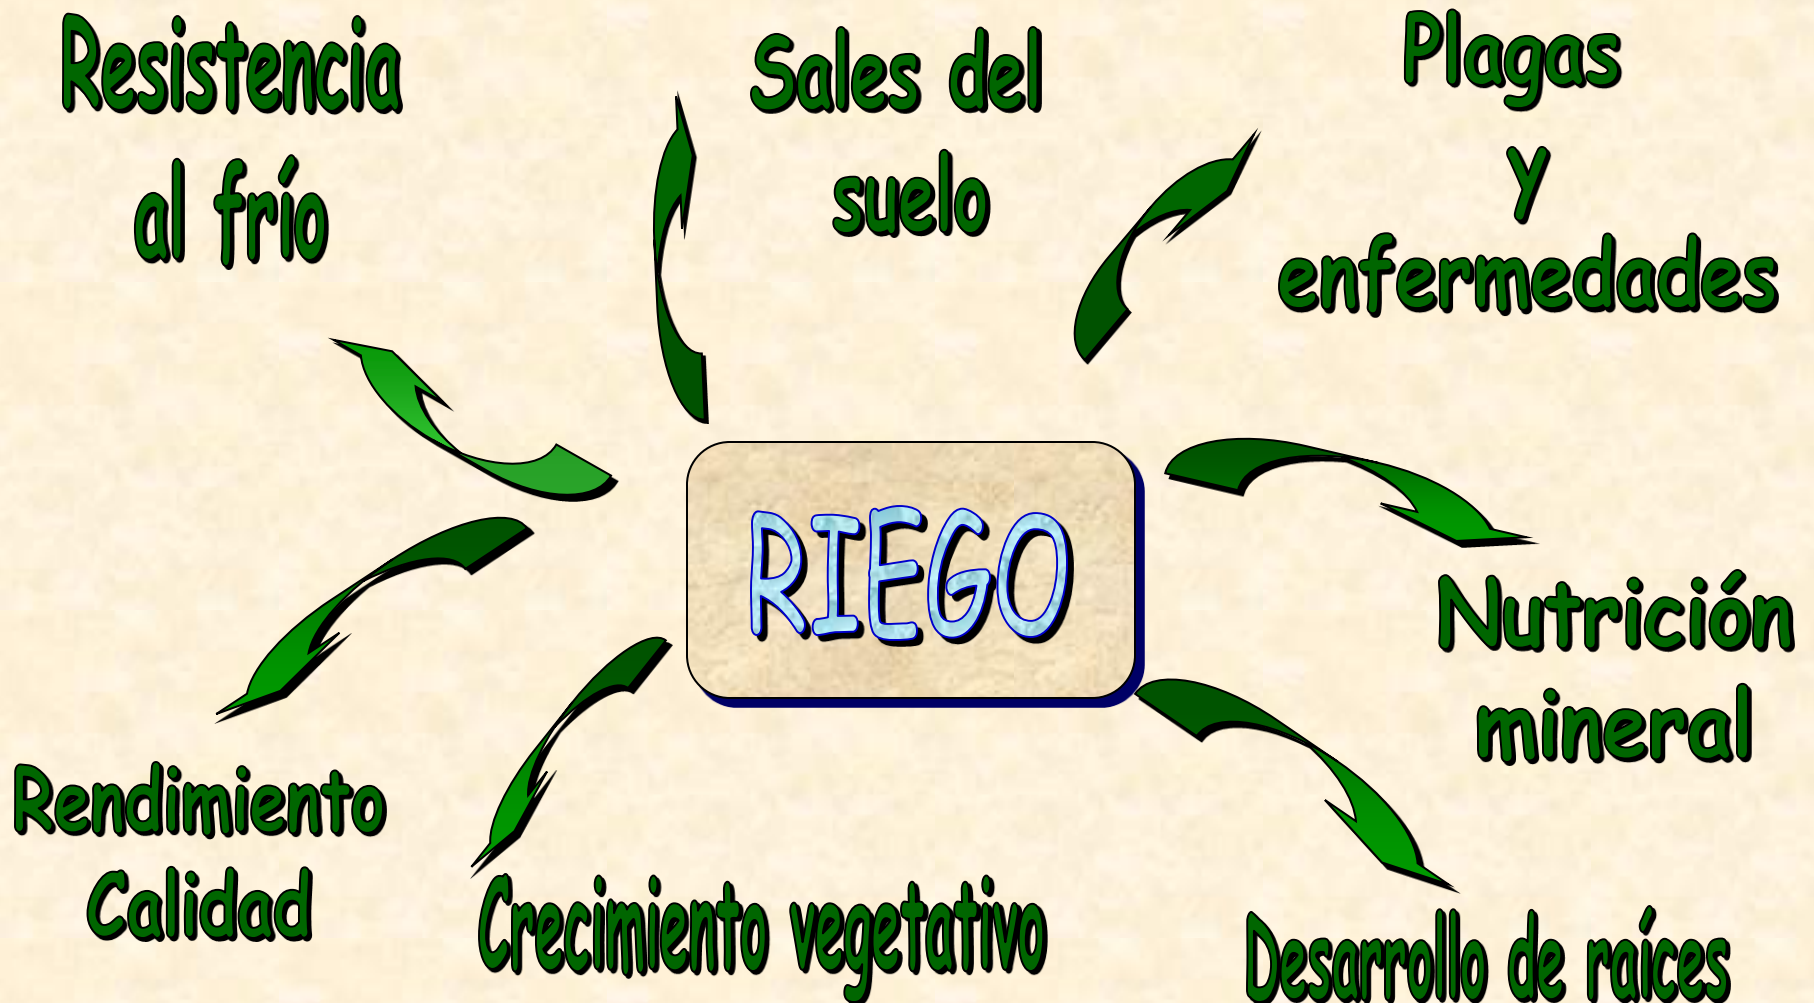 Resistencia
al frío
Sales del
suelo
Plagas
y
enfermedades
RIEGO
Nutrición
mineral
Rendimiento
Calidad
Crecimiento vegetativo
Desarrollo de raíces